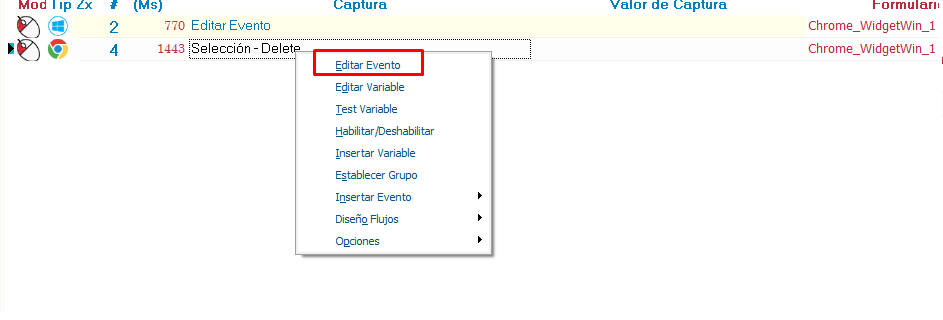 Mod Tip Zx # (Ms) Captura Valor de Captura Formulari
2 770 Editar Evento Chrome_WidgetWin_1
4 1443 Selección - Delete Chrome_WidgetWin_1
Editar Evento
Editar Variable
Test Variable
Habilitar/Deshabilitar
Insertar Variable
Establecer Grupo
Insertar Evento
Diseño Flujos
Opciones